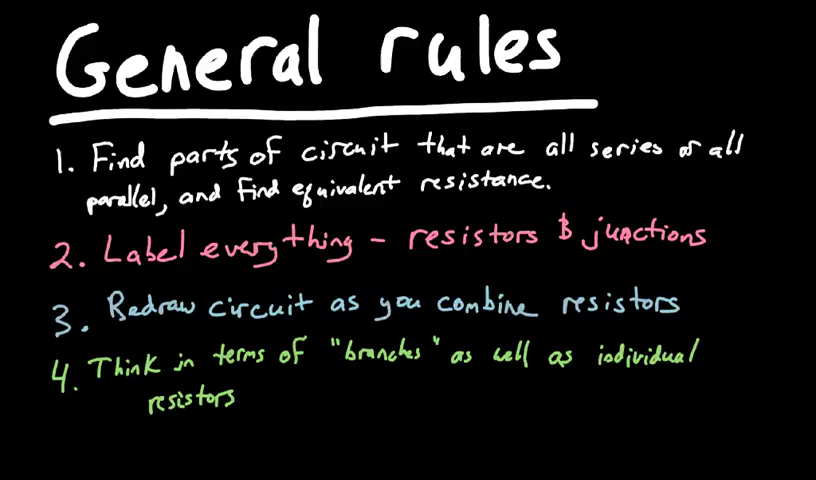 General rules
1. Find parts of circuit that are all series or all
parallel, and find equivalent resistance.
2. Label everything - resistors & junctions
3. Redraw circuit as you combine resistors
4. Think in terms of "branches" as well as individual
resistors